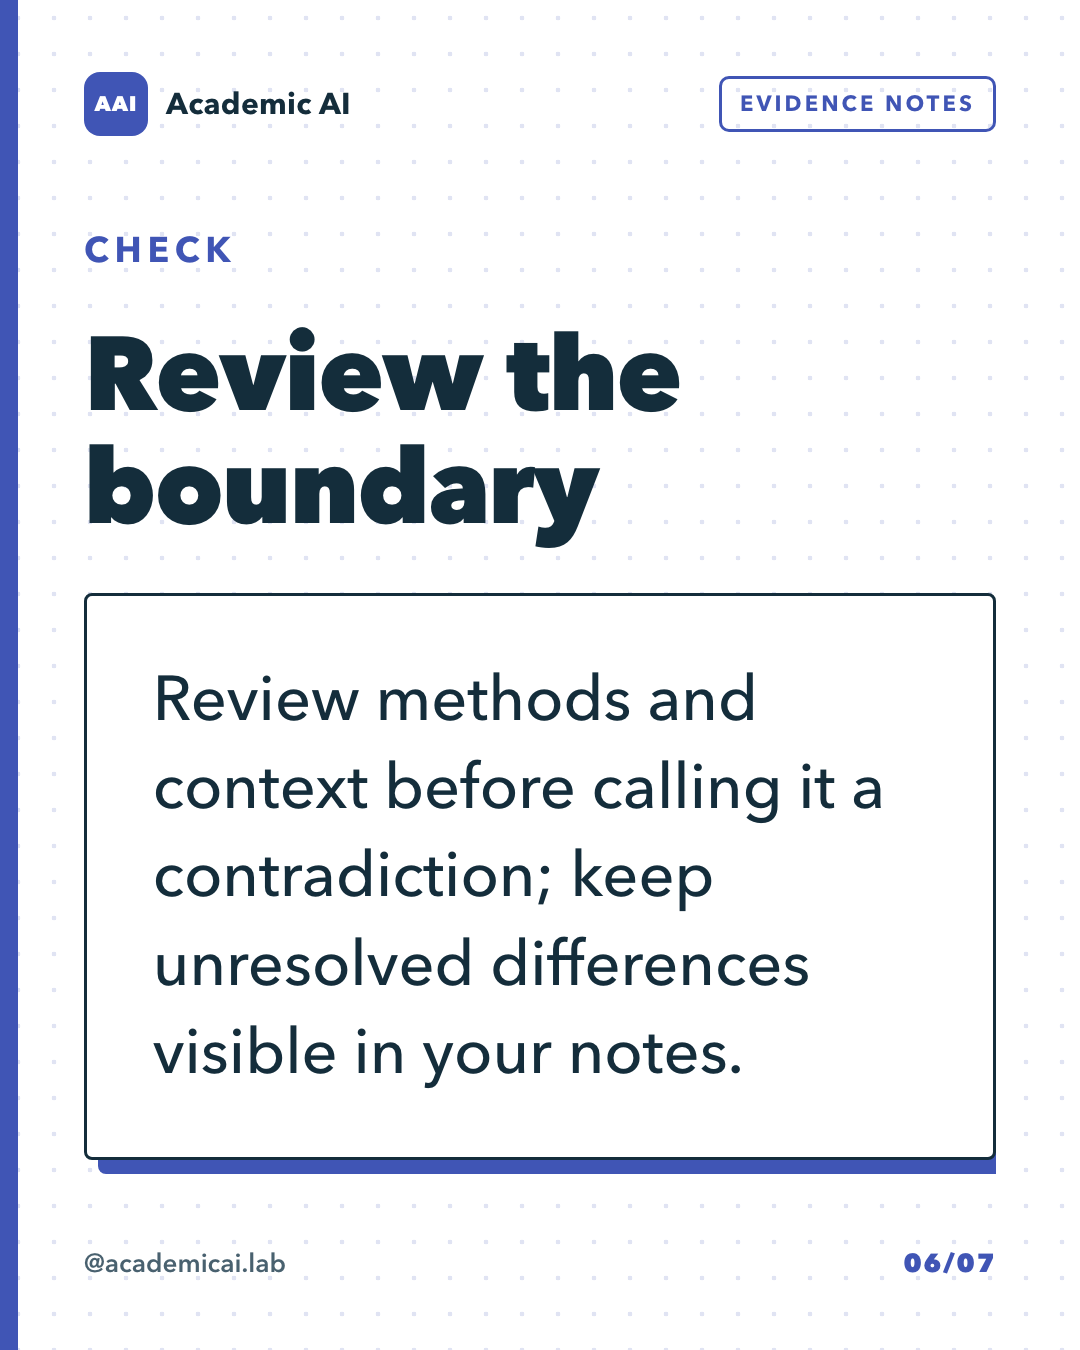 AAI
Academic AI
EVIDENCE NOTES
CHECK
Review the
boundary
Review methods and
context before calling it a
contradiction; keep
unresolved differences
visible in your notes.
@academicai.lab
06/07